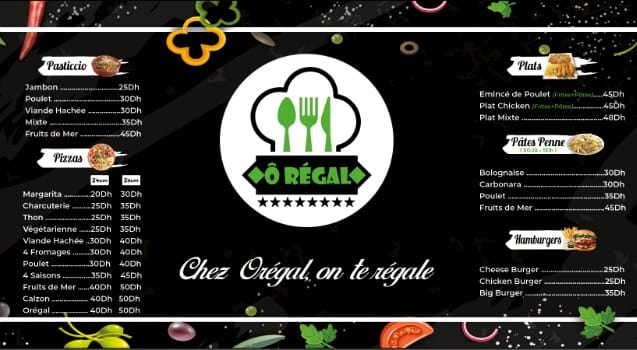 Pasticcio
Jambon 25Dh
Poulet 30Dh
Viande Hachée 30Dh
Mixte 35Dh
Fruits de Mer 45Dh
Pizzas
Margarita 20Dh 30Dh
Charcuterie 25Dh 35Dh
Thon 25Dh 35Dh
Végétarienne 25Dh 35Dh
Viande Hachée 30Dh 40Dh
4 Fromages 30Dh 40Dh
Poulet 30Dh 40Dh
4 Saisons 35Dh 45Dh
Fruits de Mer 40Dh 50Dh
Calzon 40Dh 50Dh
Orégal 40Dh 50Dh
Ô RÉGAL
Chez Orégal, on te régale
Plats
Emincé de Poulet (Frites+Pâtes) 45Dh
Plat Chicken (Frites+Pâtes) 45Dh
Plat Mixte 48Dh
Pâtes Penne
Bolognaise 30Dh
Carbonara 30Dh
Poulet 35Dh
Fruits de Mer 45Dh
Hamburgers
Cheese Burger 25Dh
Chicken Burger 25Dh
Big Burger 35Dh